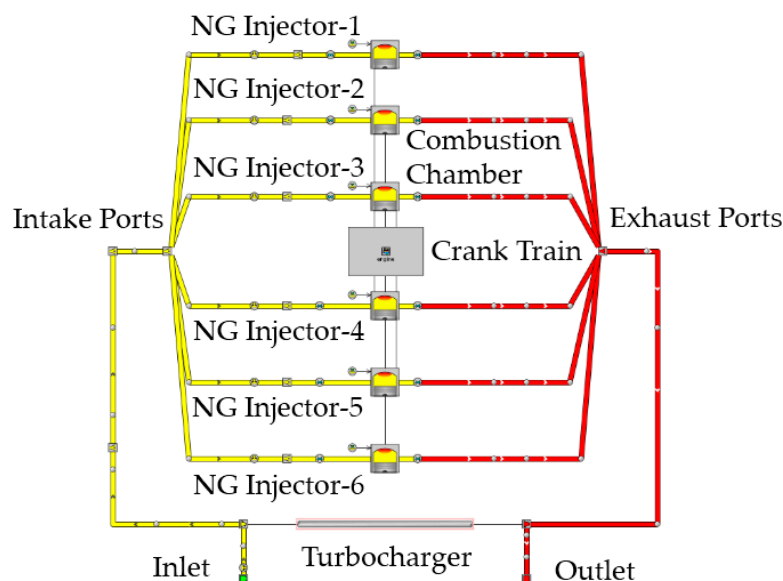 NG Injector-1
NG Injector-2
Combustion
Chamber
NG Injector-3
Intake Ports
Exhaust Ports
Crank Train
engine
NG Injector-4
NG Injector-5
NG Injector-6
Inlet
Turbocharger
Outlet